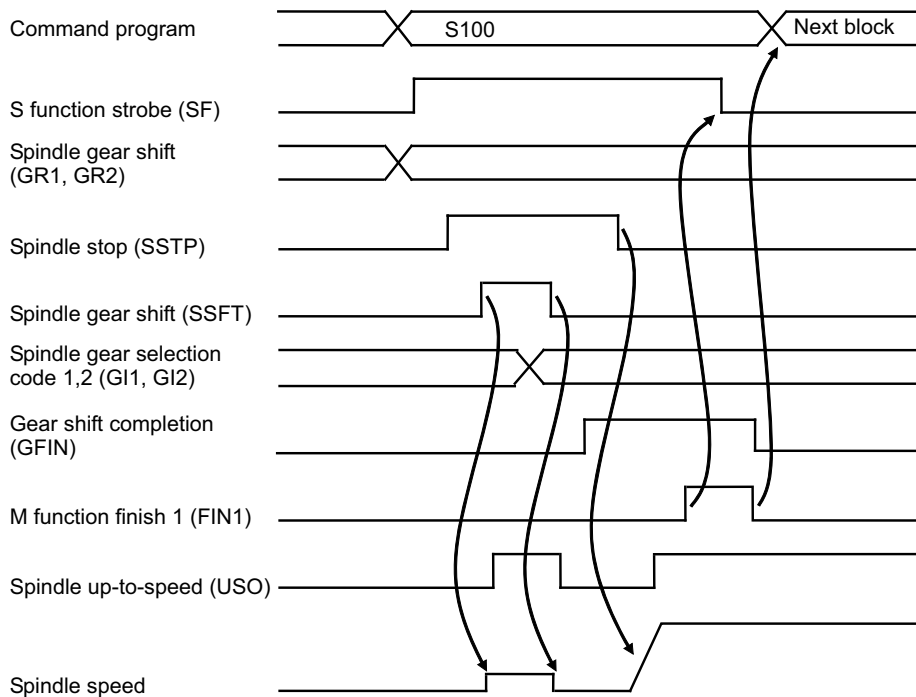 Command program
S100
Next block
S function strobe (SF)
Spindle gear shift
(GR1, GR2)
Spindle stop (SSTP)
Spindle gear shift (SSFT)
Spindle gear selection
code 1,2 (GI1, GI2)
Gear shift completion
(GFIN)
M function finish 1 (FIN1)
Spindle up-to-speed (USO)
Spindle speed